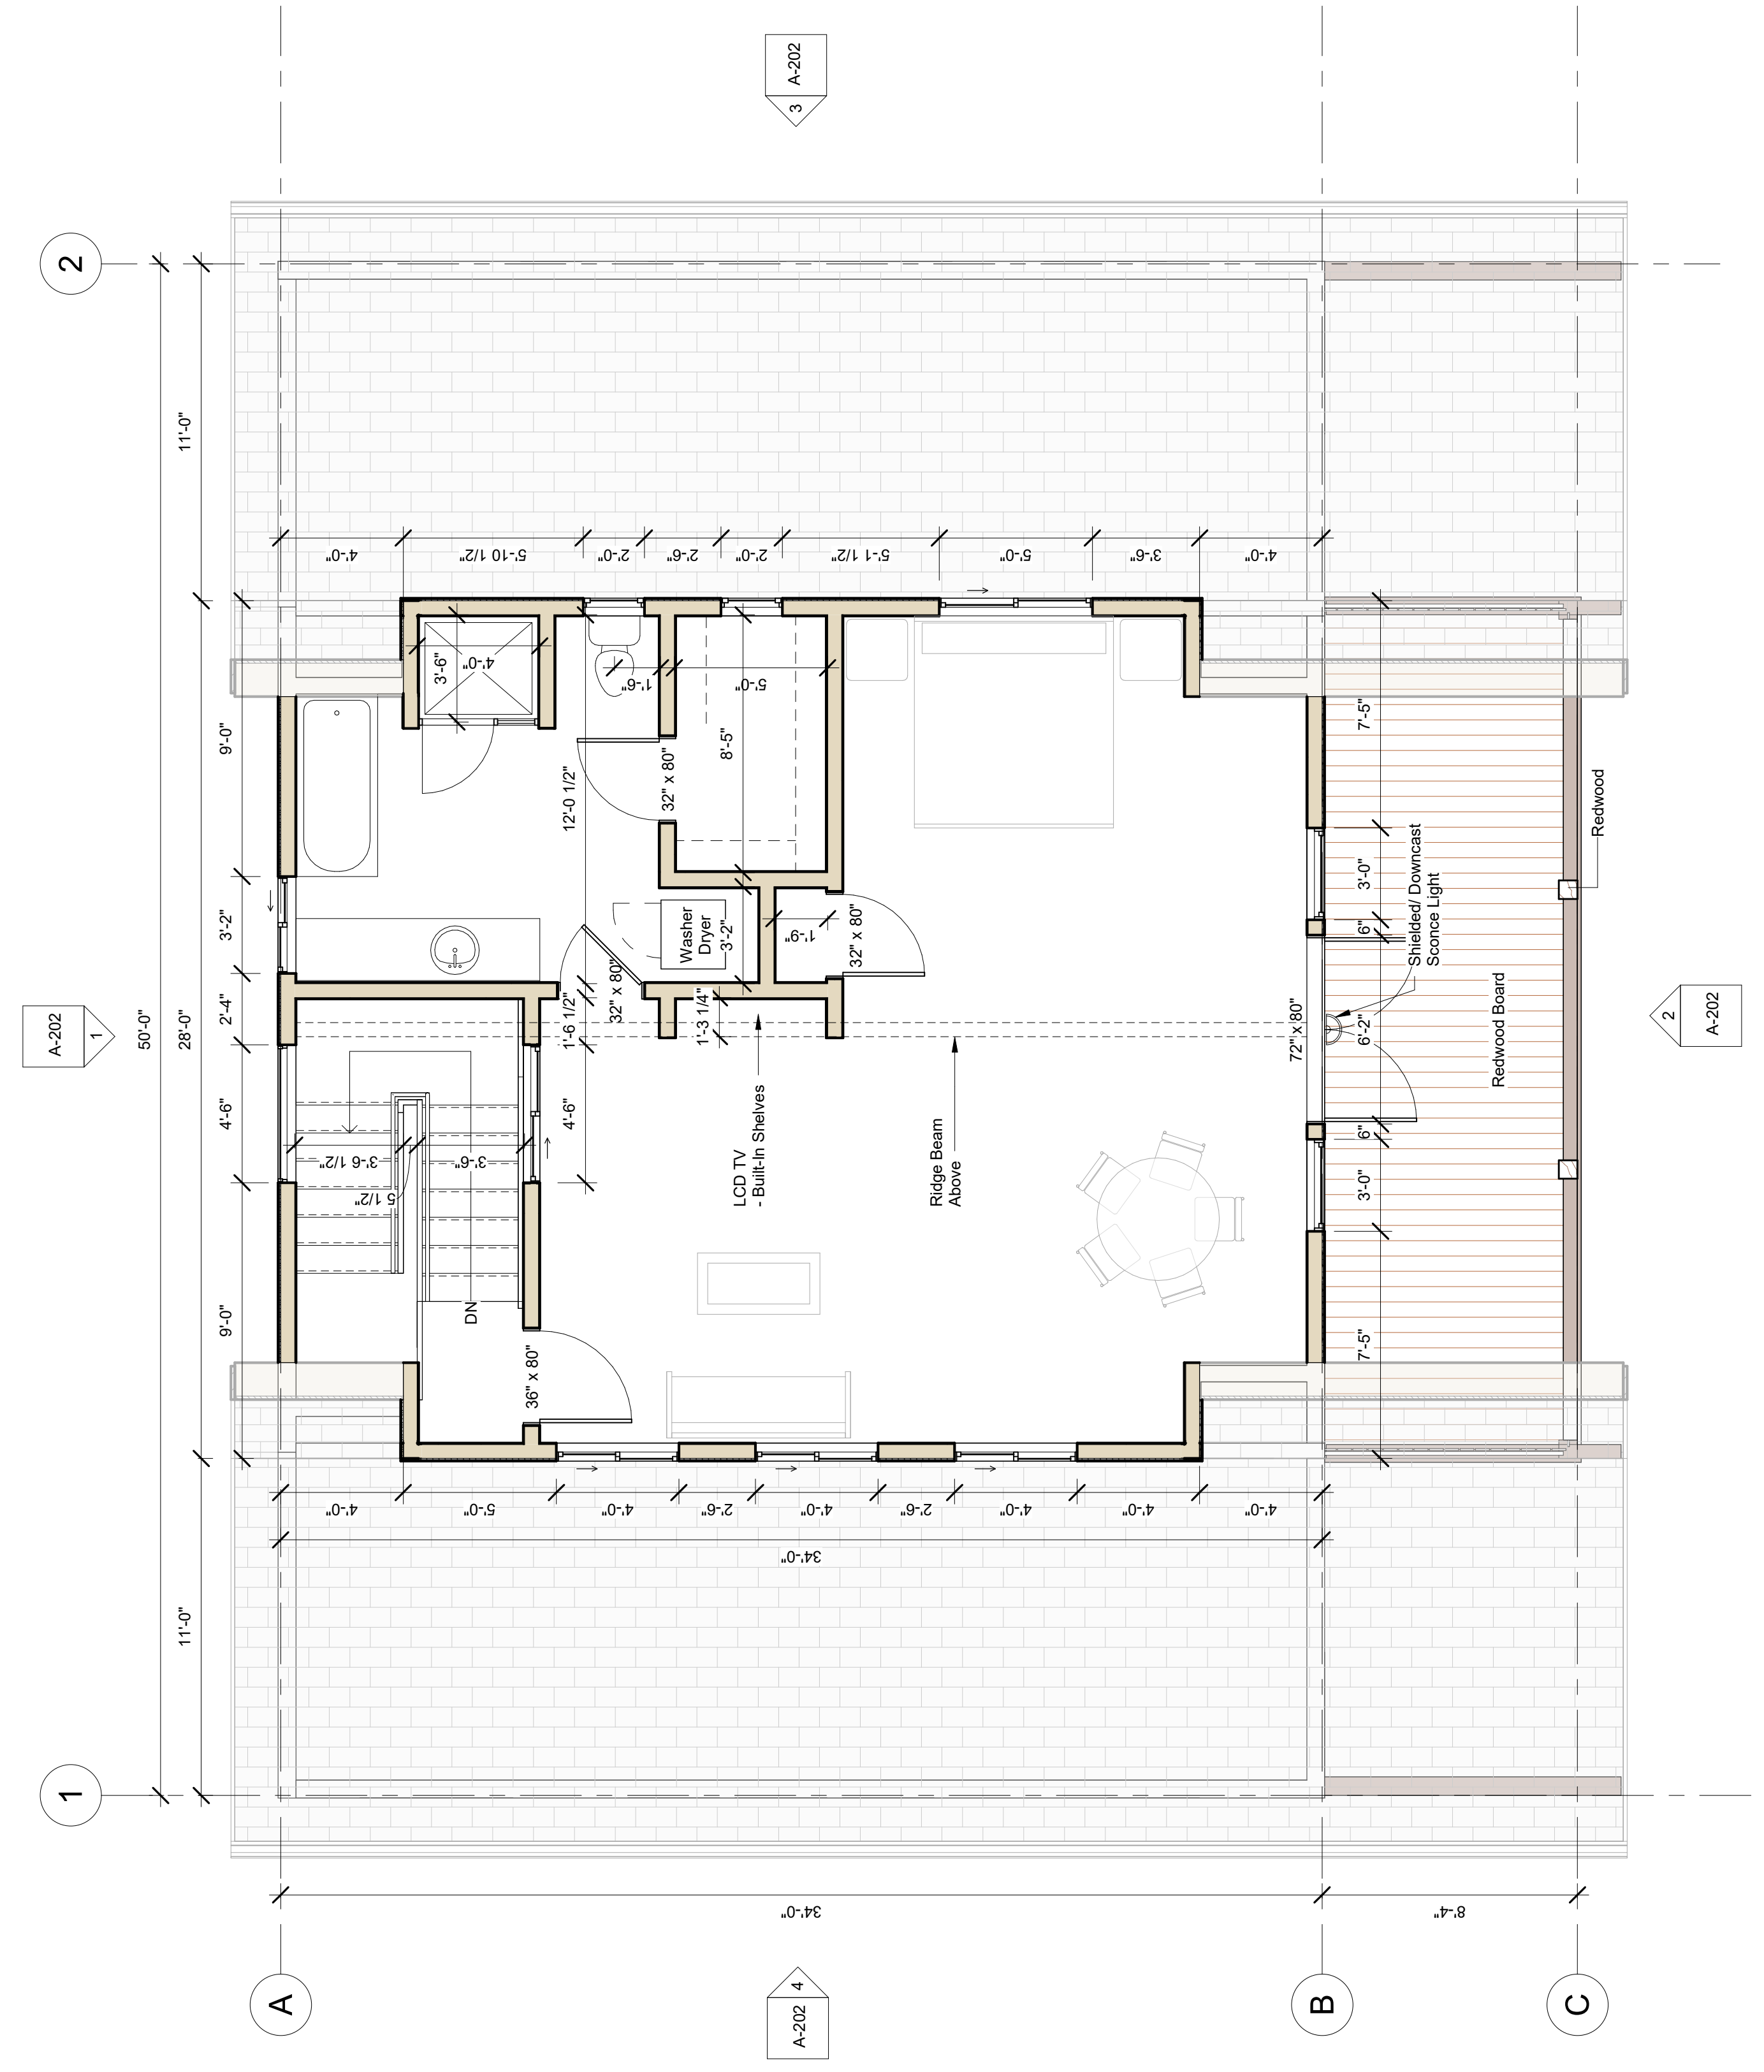 A-202
3
2
11'-0"
50'-0"
28'-0"
11'-0"
1
A-202
1
9'-0"
3'-2"
2'-4"
4'-6"
9'-0"
4'-0"
5'-10 1/2"
2'-0"
2'-6"
2'-0"
5'-1 1/2"
5'-0"
3'-6"
4'-0"
3'-6"
4'-0"
1'-6"
5'-0"
8'-5"
12'-0 1/2"
32" x 80"
Washer
Dryer
3'-2"
1'-9"
32" x 80"
32" x 80"
1'-6 1/2"
1'-3 1/4"
4'-6"
3'-6 1/2"
3'-6"
5 1/2"
DN
36" x 80"
LCD TV
- Built-In Shelves
Ridge Beam
Above
72" x 80"
7'-5"
3'-0"
6"
6'-2"
6"
3'-0"
7'-5"
Shielded/ Downcast
Sconce Light
Redwood Board
Redwood
2
A-202
4'-0"
5'-0"
4'-0"
2'-6"
4'-0"
2'-6"
4'-0"
4'-0"
4'-0"
34'-0"
34'-0"
8'-4"
A
B
C
4
A-202